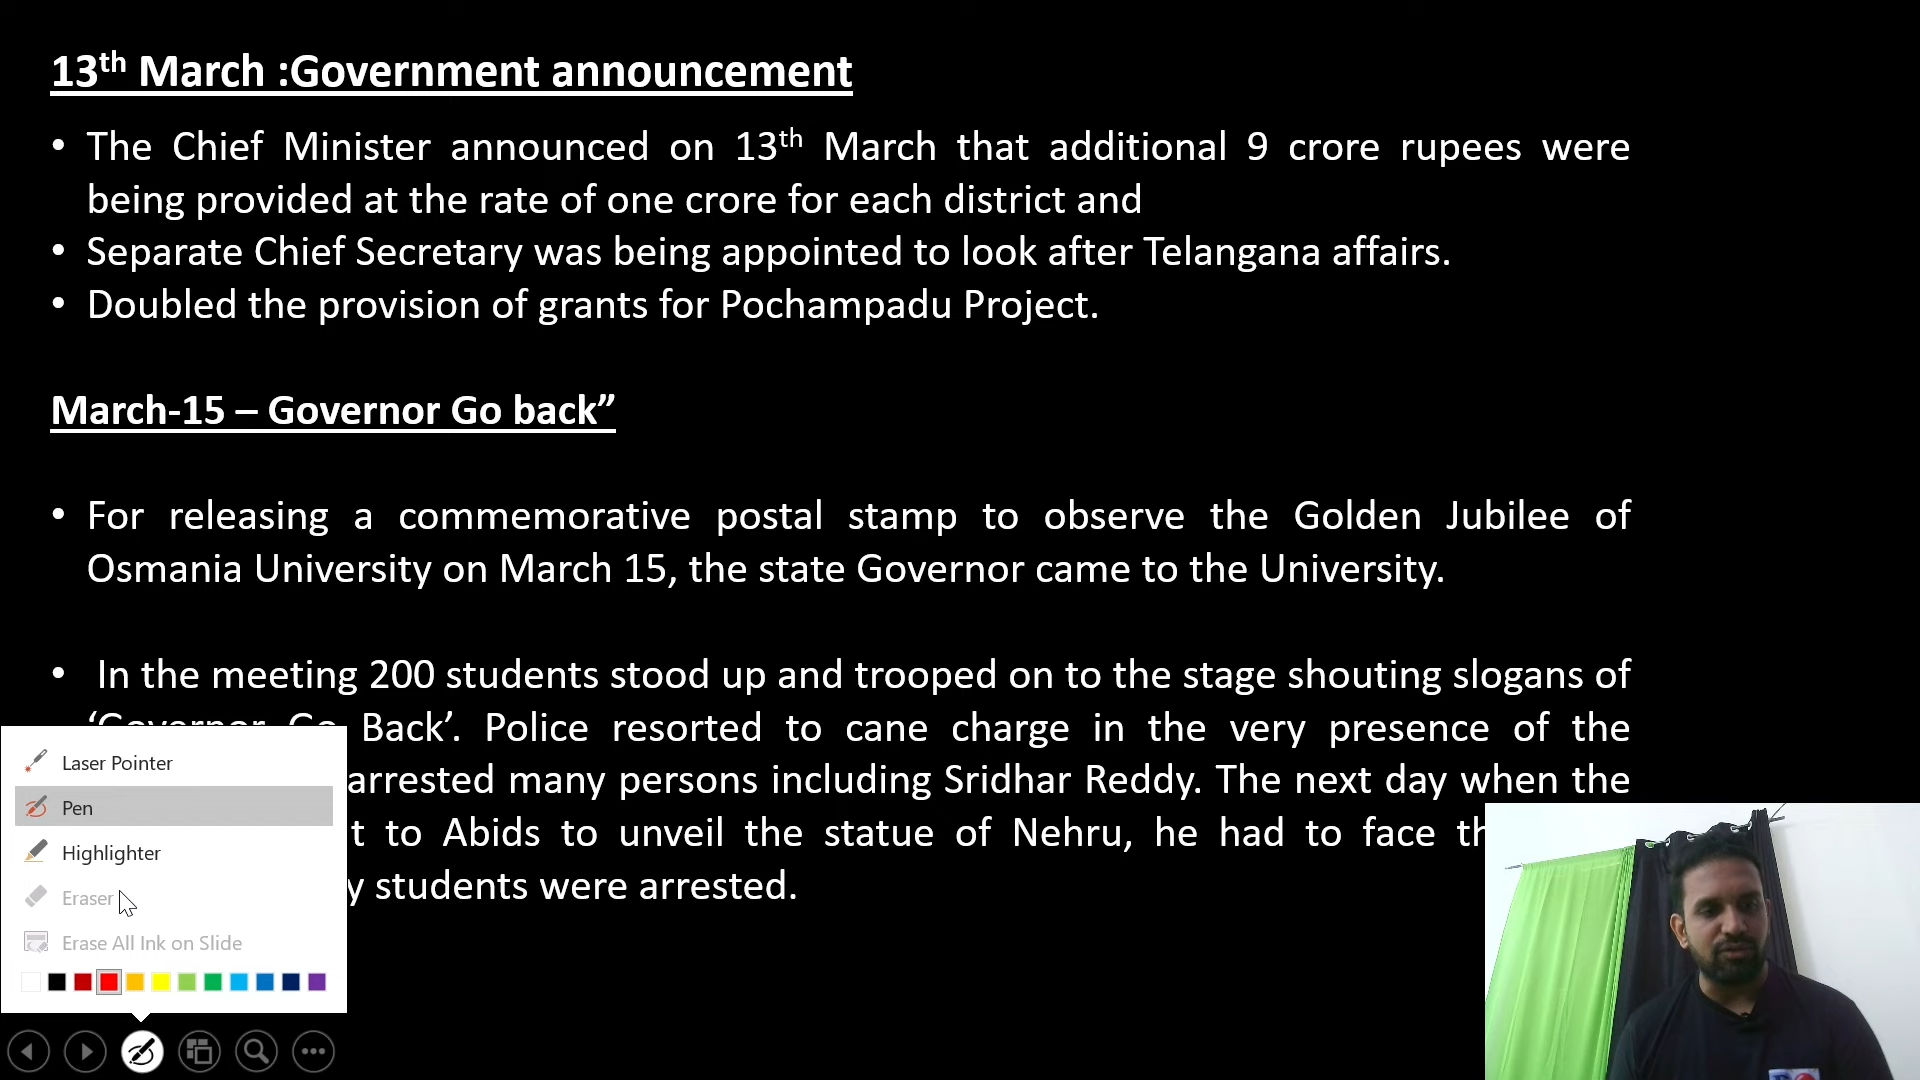 13th March :Government announcement
• The Chief Minister announced on 13th March that additional 9 crore rupees were
being provided at the rate of one crore for each district and
• Separate Chief Secretary was being appointed to look after Telangana affairs.
• Doubled the provision of grants for Pochampadu Project.
March-15 – Governor Go back”
• For releasing a commemorative postal stamp to observe the Golden Jubilee of
Osmania University on March 15, the state Governor came to the University.
• In the meeting 200 students stood up and trooped on to the stage shouting slogans of
‘Governor Go Back’. Police resorted to cane charge in the very presence of the
arrested many persons including Sridhar Reddy. The next day when the
to Abids to unveil the statue of Nehru, he had to face
students were arrested.
Laser Pointer
Pen
Highlighter
Eraser
Erase All Ink on Slide